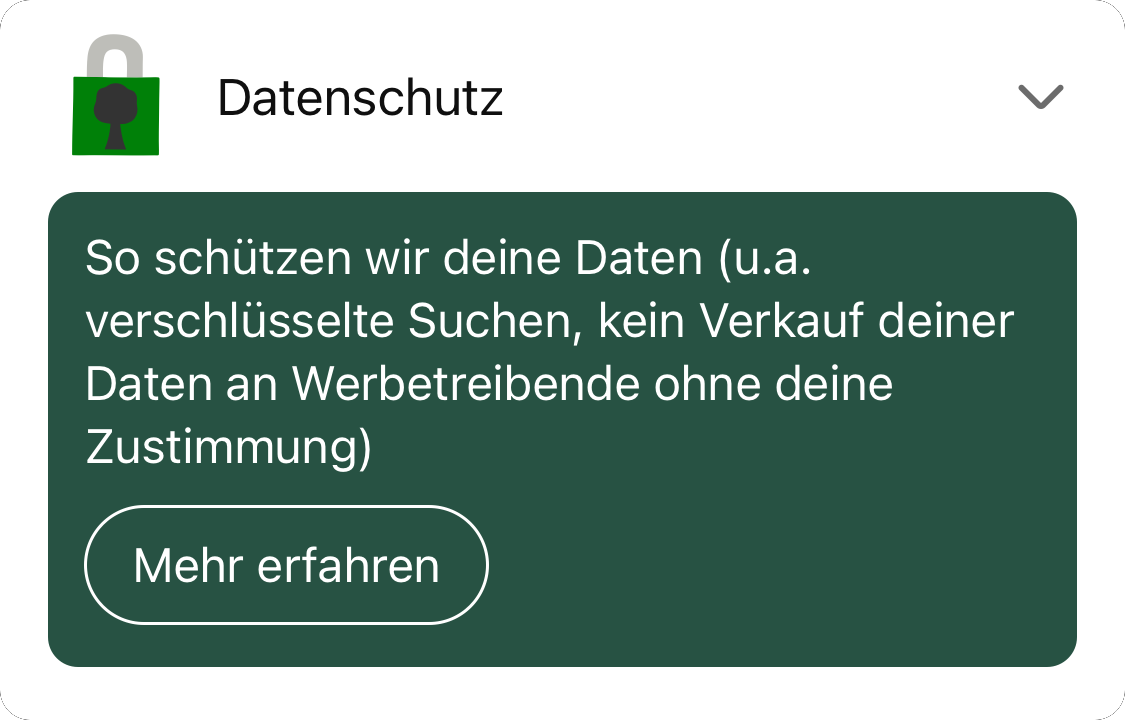 Datenschutz
So schützen wir deine Daten (u.a.
verschlüsselte Suchen, kein Verkauf deiner
Daten an Werbetreibende ohne deine
Zustimmung)
Mehr erfahren